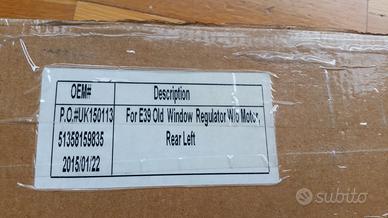 OEM# Description
P.O.#UK150113 For E39 Old Window Regulator W/o Motor,
51358159835 Rear Left
2015/01/22
subito